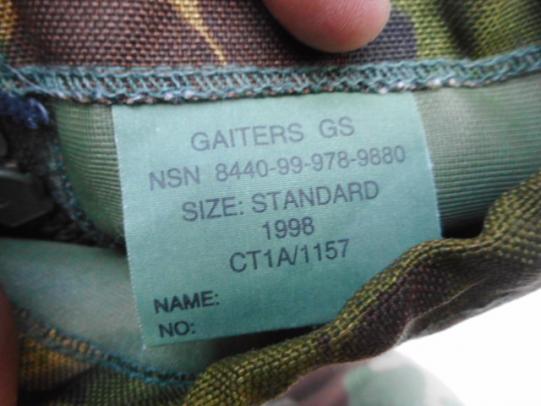 GAITERS GS
NSN 8440-99-978-9880
SIZE: STANDARD
1998
CT1A/1157
NAME:
NO: